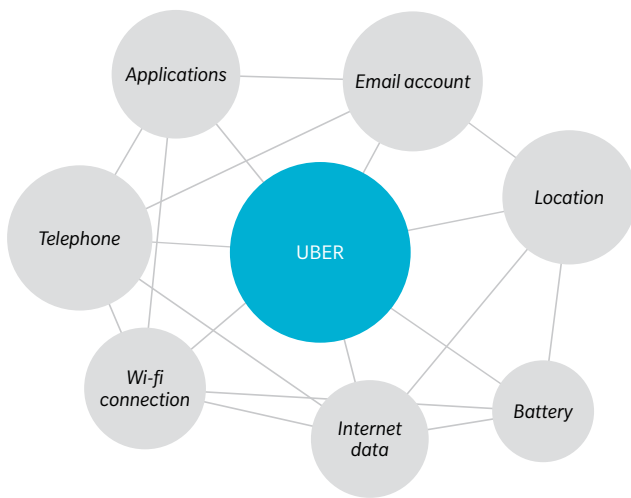 Applications
Email account
Location
Telephone
UBER
Wi-fi
connection
Internet
data
Battery